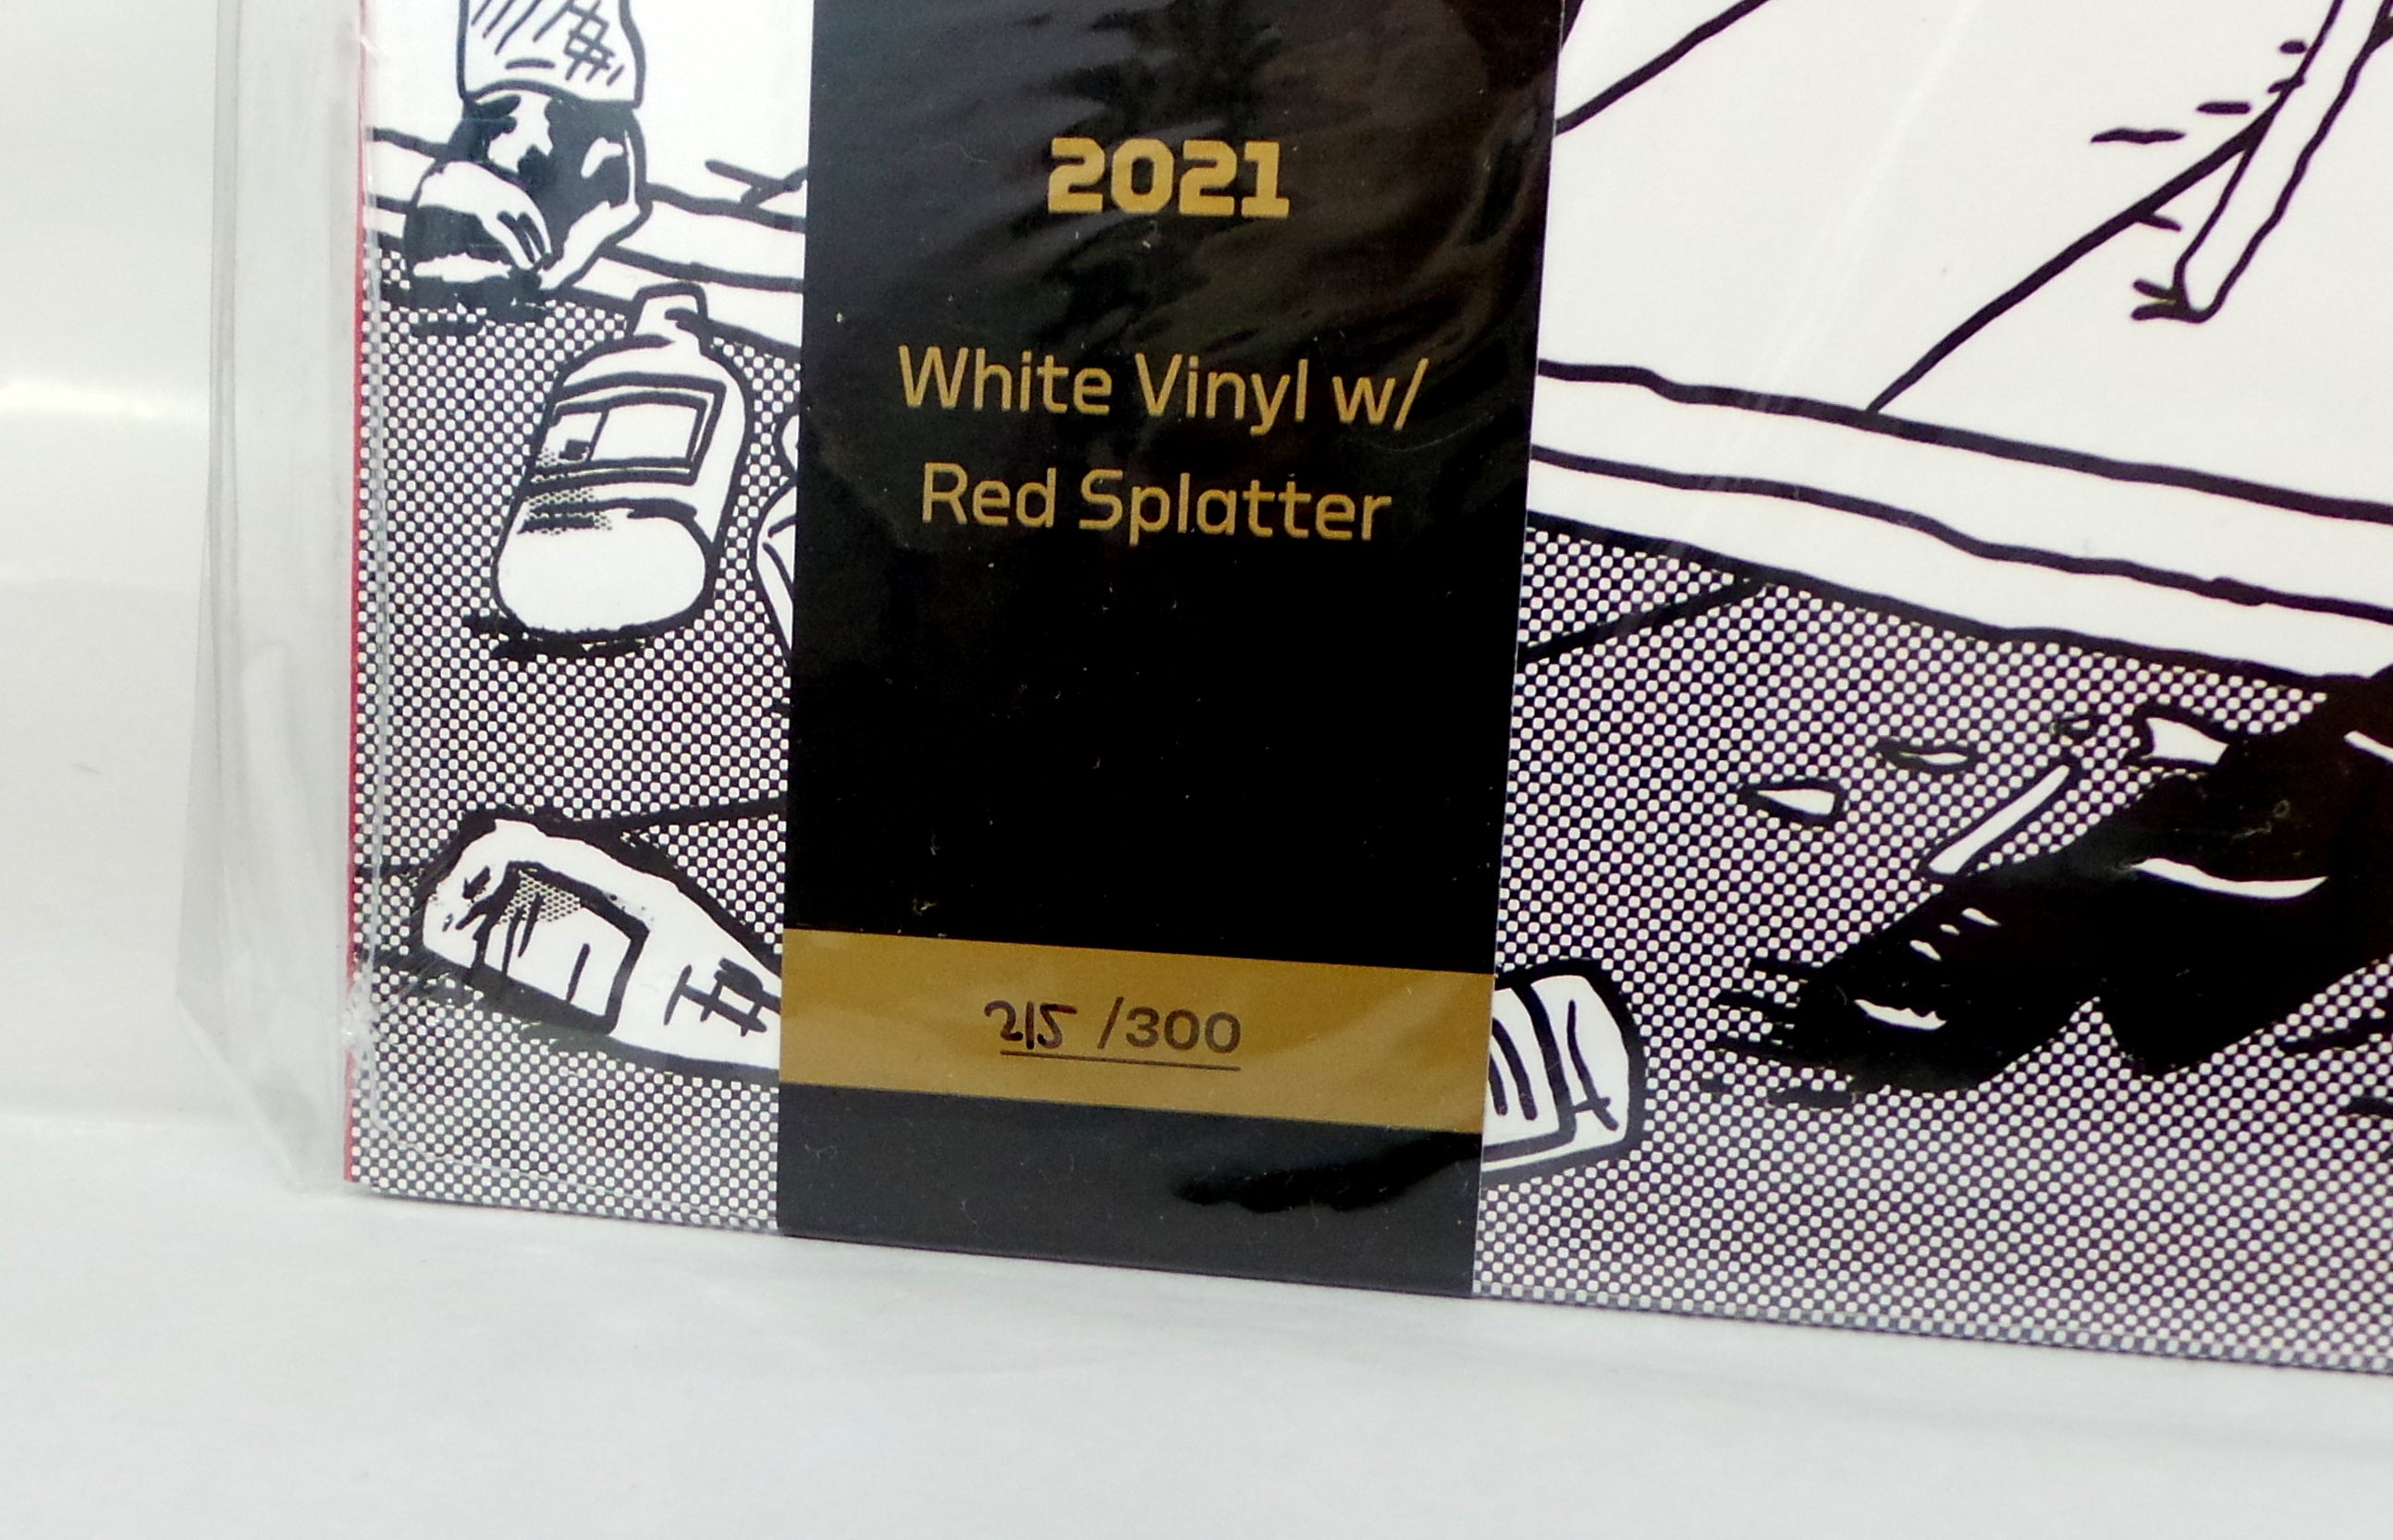 2021
White Vinyl w/
Red Splatter
215 /300